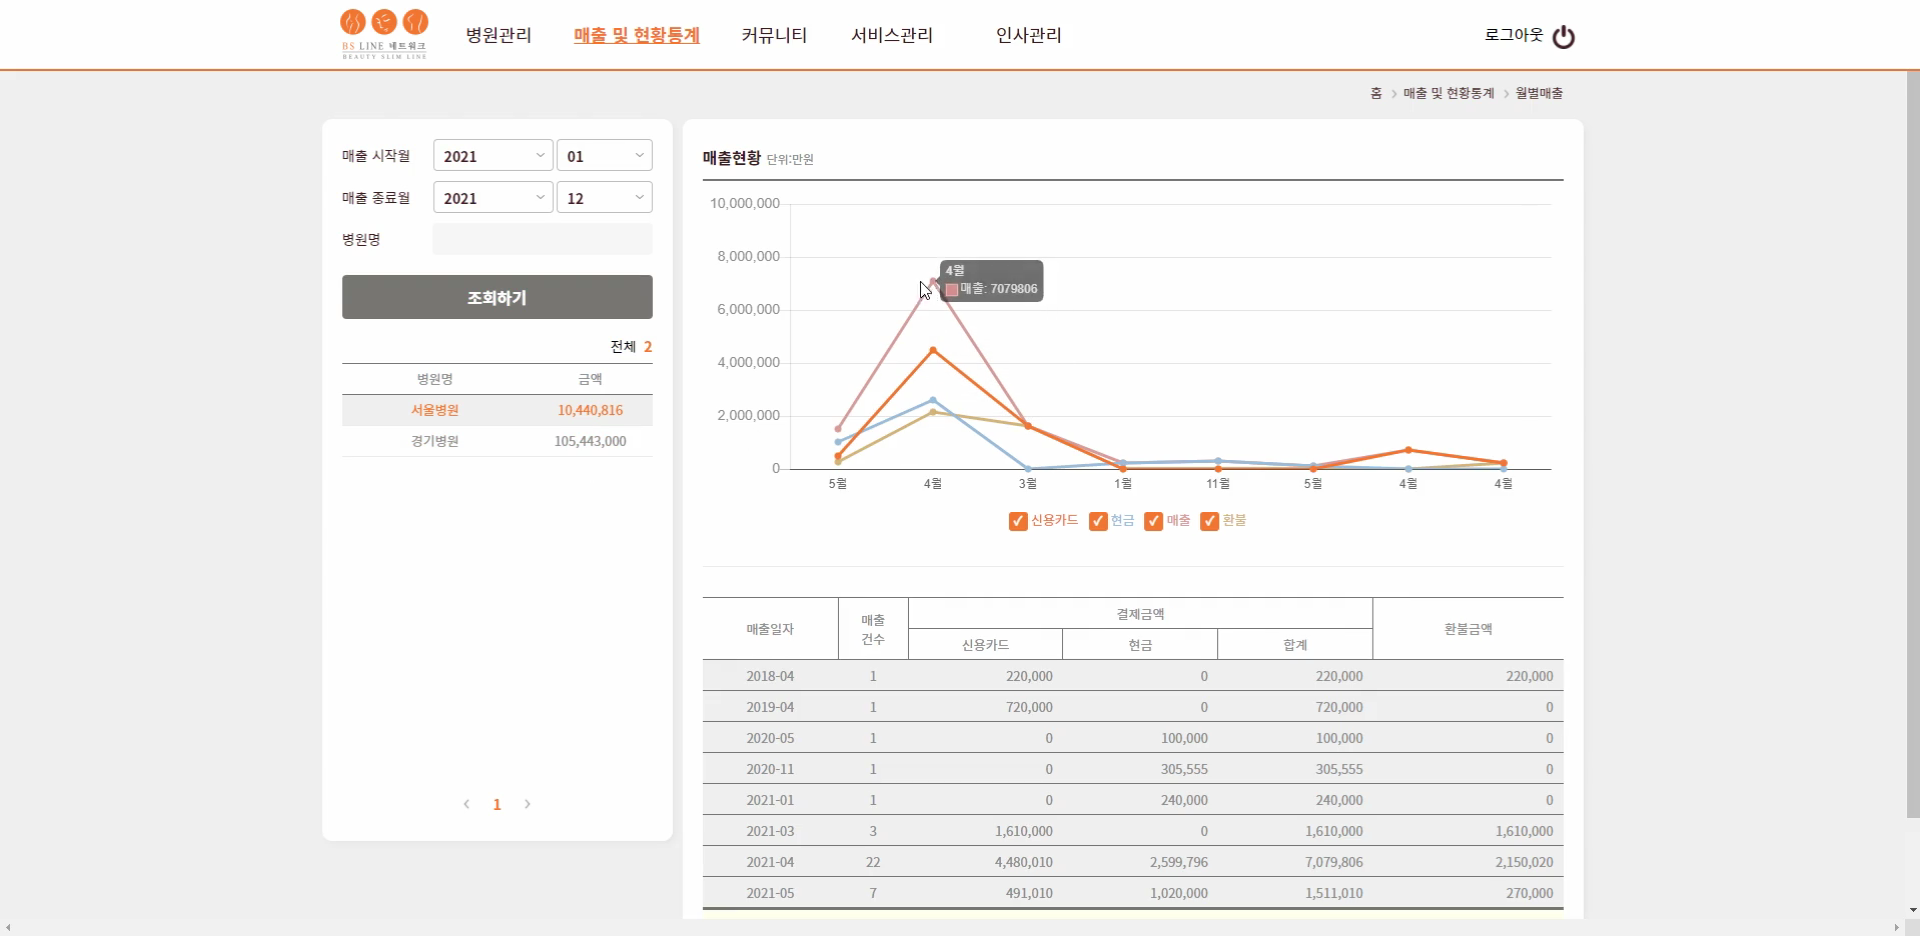 BS LINE 네트워크
BEAUTY SLIM LINE
병원관리
매출 및 현황통계
커뮤니티
서비스관리
인사관리
로그아웃
홈 > 매출 및 현황통계 > 월별매출
매출 시작월 2021 01
매출 종료월 2021 12
병원명
조회하기
전체 2
병원명 금액
서울병원 10,440,816
경기병원 105,443,000
1
매출현황 단위:만원
10,000,000
8,000,000
6,000,000
4,000,000
2,000,000
0
4월
매출: 7079806
5월 4월 3월 1월 11월 5월 4월 4월
신용카드 현금 매출 환불
매출일자 매출 건수 결제금액 환불금액
신용카드 현금 합계
2018-04 1 220,000 0 220,000 220,000
2019-04 1 720,000 0 720,000 0
2020-05 1 0 100,000 100,000 0
2020-11 1 0 305,555 305,555 0
2021-01 1 0 240,000 240,000 0
2021-03 3 1,610,000 0 1,610,000 1,610,000
2021-04 22 4,480,010 2,599,796 7,079,806 2,150,020
2021-05 7 491,010 1,020,000 1,511,010 270,000